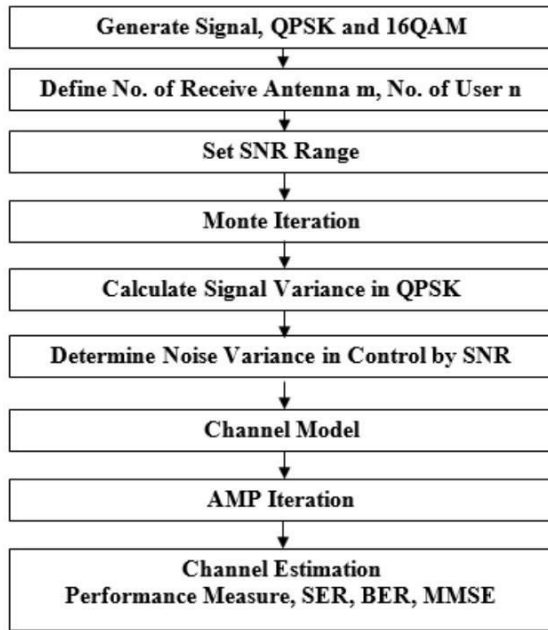 Generate Signal, QPSK and 16QAM
Define No. of Receive Antenna m, No. of User n
Set SNR Range
Monte Iteration
Calculate Signal Variance in QPSK
Determine Noise Variance in Control by SNR
Channel Model
AMP Iteration
Channel Estimation
Performance Measure, SER, BER, MMSE